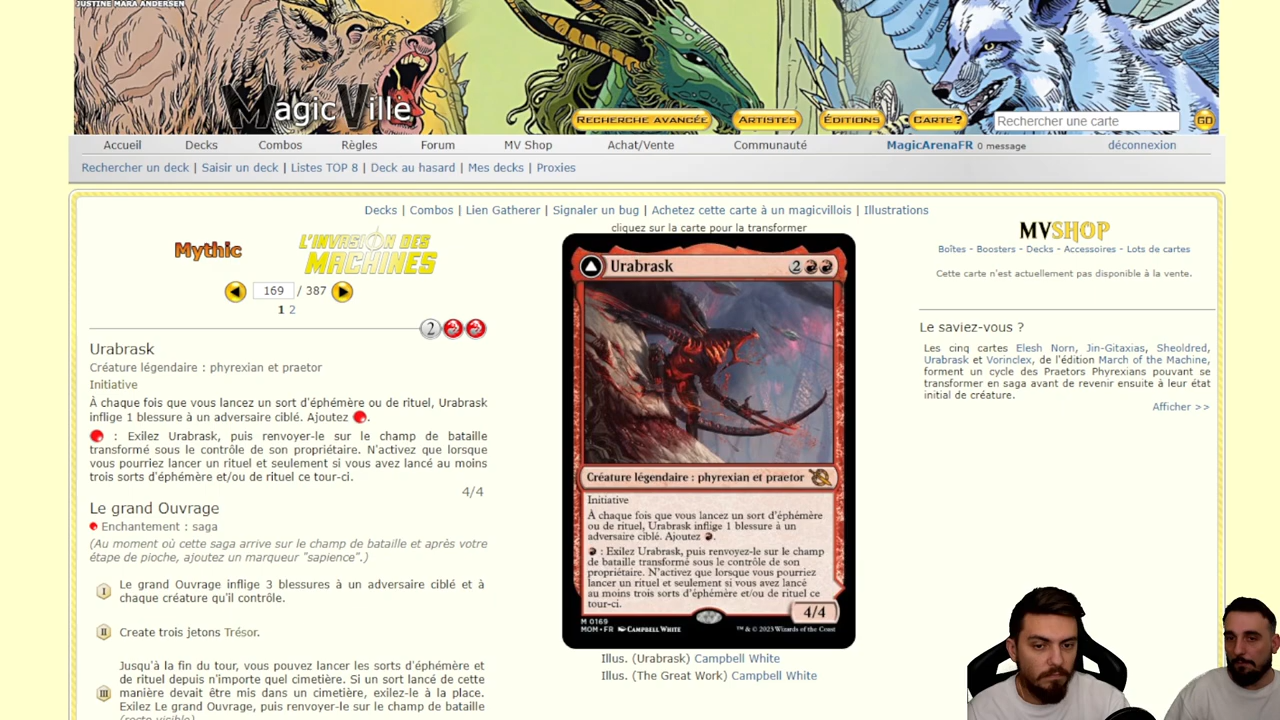 JUSTINE MARA ANDERSEN
MagicVille
RECHERCHE AVANCÉE ARTISTES ÉDITIONS CARTE? Rechercher une carte GO
Accueil Decks Combos Règles Forum MV Shop Achat/Vente Communauté MagicArenaFR 0 message déconnexion
Rechercher un deck | Saisir un deck | Listes TOP 8 | Deck au hasard | Mes decks | Proxies
Decks | Combos | Lien Gatherer | Signaler un bug | Achetez cette carte à un magicvillois | Illustrations
Mythic
L'INVASION DES
MACHINES
169 / 387
1 2
2
Urabrask
Créature légendaire : phyrexian et praetor
Initiative
À chaque fois que vous lancez un sort d'éphémère ou de rituel, Urabrask
inflige 1 blessure à un adversaire ciblé. Ajoutez .
: Exilez Urabrask, puis renvoyer-le sur le champ de bataille
transformé sous le contrôle de son propriétaire. N'activez que lorsque
vous pourriez lancer un rituel et seulement si vous avez lancé au moins
trois sorts d'éphémère et/ou de rituel ce tour-ci.
4/4
Le grand Ouvrage
Enchantement : saga
(Au moment où cette saga arrive sur le champ de bataille et après votre
étape de pioche, ajoutez un marqueur "sapience".)
I
Le grand Ouvrage inflige 3 blessures à un adversaire ciblé et à
chaque créature qu'il contrôle.
II
Create trois jetons Trésor.
III
Jusqu'à la fin du tour, vous pouvez lancer les sorts d'éphémère et
de rituel depuis n'importe quel cimetière. Si un sort lancé de cette
manière devait être mis dans un cimetière, exilez-le à la place.
Exilez Le grand Ouvrage, puis renvoyer-le sur le champ de bataille
(recto visible).
cliquez sur la carte pour la transformer
Urabrask 2
Créature légendaire : phyrexian et praetor
Initiative
À chaque fois que vous lancez un sort d'éphémère
ou de rituel, Urabrask inflige 1 blessure à un
adversaire ciblé. Ajoutez .
: Exilez Urabrask, puis renvoyez-le sur le champ
de bataille transformé sous le contrôle de son
propriétaire. N'activez que lorsque vous pourriez
lancer un rituel et seulement si vous avez lancé
au moins trois sorts d'éphémère et/ou de rituel ce
tour-ci.
4/4
M 0169
MOM • FR CAMPBELL WHITE ™ & © 2023 Wizards of the Coast
Illus. (Urabrask) Campbell White
Illus. (The Great Work) Campbell White
MVSHOP
Boîtes - Boosters - Decks - Accessoires - Lots de cartes
Cette carte n'est actuellement pas disponible à la vente.
Le saviez-vous ?
Les cinq cartes Elesh Norn, Jin-Gitaxias, Sheoldred,
Urabrask et Vorinclex, de l'édition March of the Machine,
forment un cycle des Praetors Phyrexians pouvant se
transformer en saga avant de revenir ensuite à leur état
initial de créature.
Afficher >>